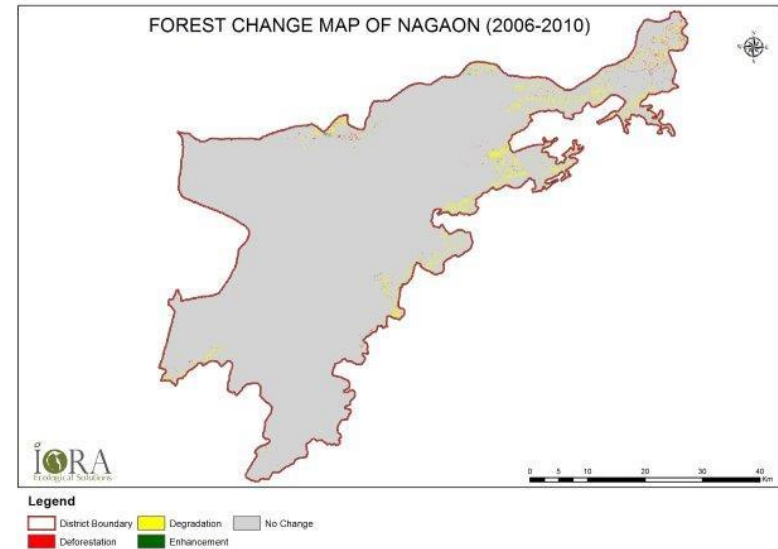 FOREST CHANGE MAP OF NAGAON (2006-2010)
N
W E
S
IORA
Ecological Solutions
0 5 10 20 30 40
Km
Legend
District Boundary Degradation No Change
Deforestation Enhancement